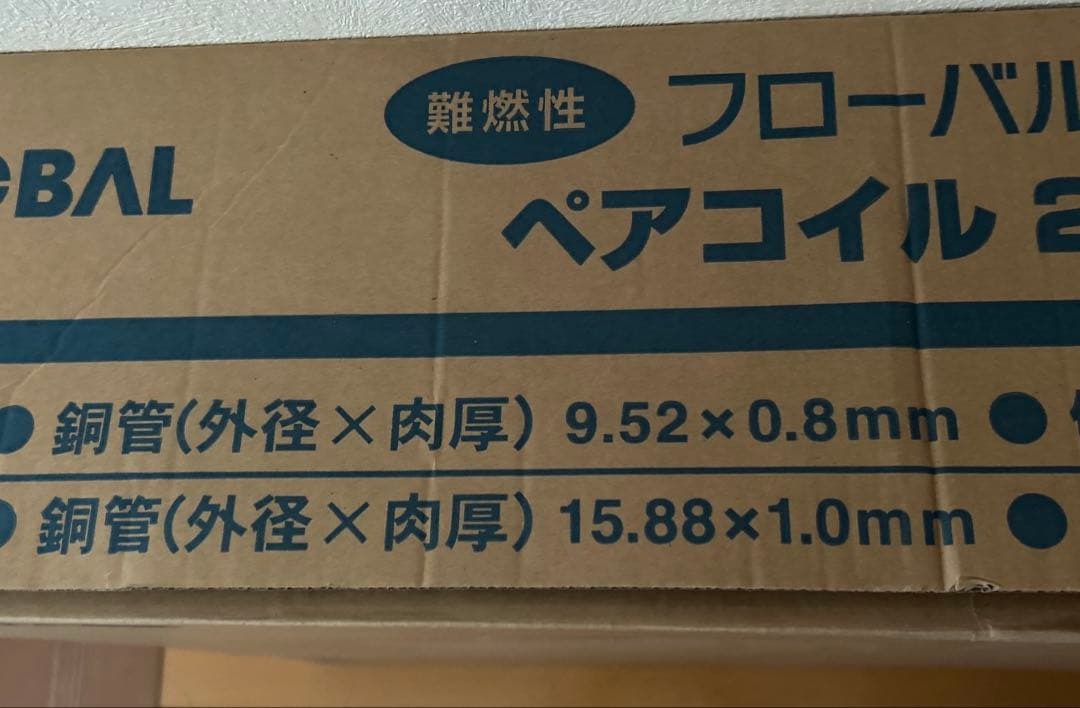 難燃性 フローバル
BAL
ペアコイル 2
● 銅管(外径×肉厚) 9.52×0.8mm ●
● 銅管(外径×肉厚) 15.88×1.0mm ●